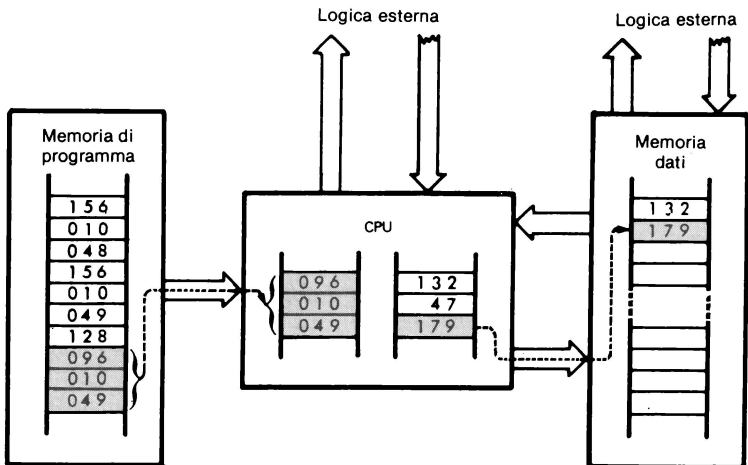 Logica esterna
Logica esterna
Memoria di
programma
156
010
048
156
010
049
128
096
010
049
CPU
096
010
049
132
47
179
Memoria
dati
132
179